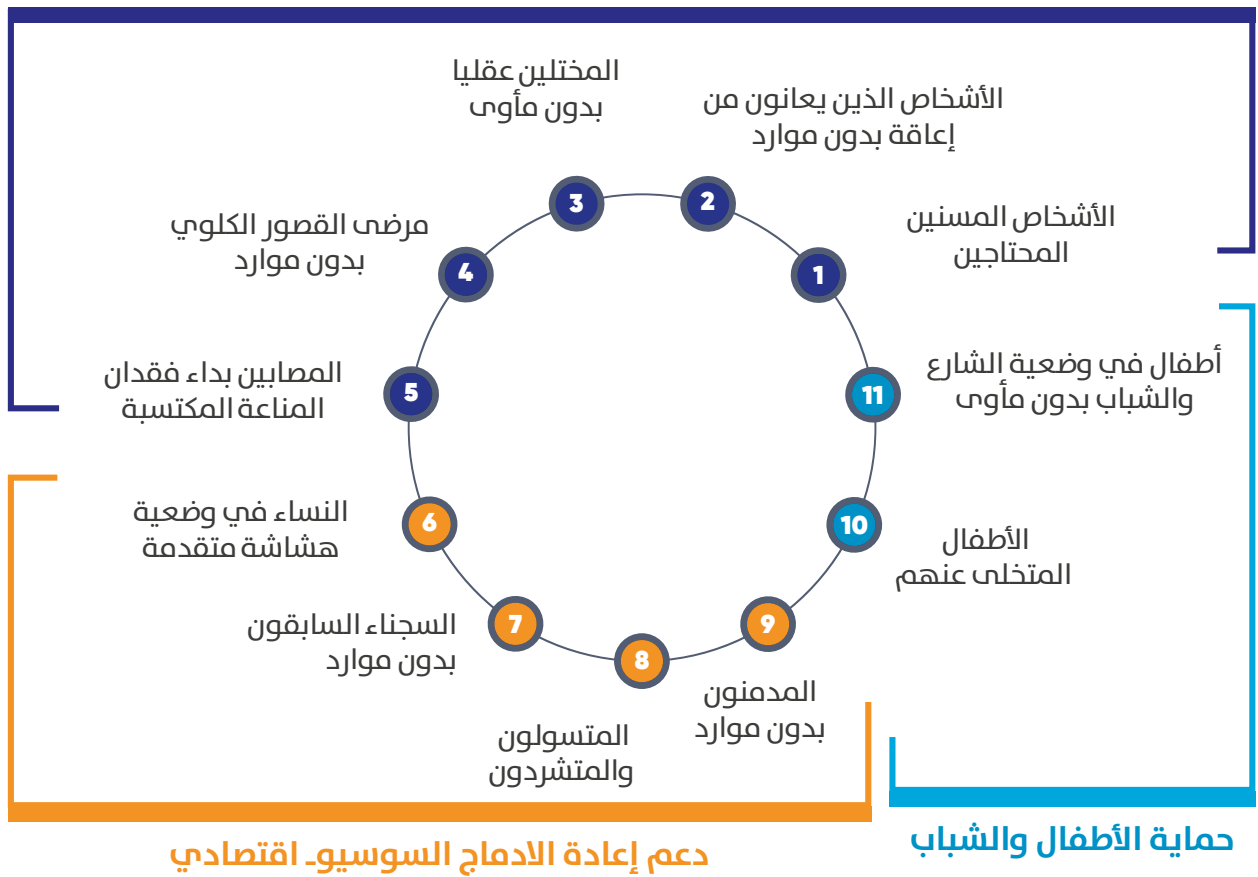 المختلين عقليا
بدون مأوى
3
الأشخاص الذين يعانون من
إعاقة بدون موارد
2
مرضى القصور الكلوي
بدون موارد
4
الأشخاص المسنين
المحتاجين
1
المصابين بداء فقدان
المناعة المكتسبة
5
أطفال في وضعية الشارع
والشباب بدون مأوى
11
النساء في وضعية
هشاشة متقدمة
6
الأطفال
المتخلى عنهم
10
السجناء السابقون
بدون موارد
7
المتسولون
والمتشردون
8
المدمنون
بدون موارد
9
حماية الأطفال والشباب
دعم إعادة الادماج السوسيوـ اقتصادي